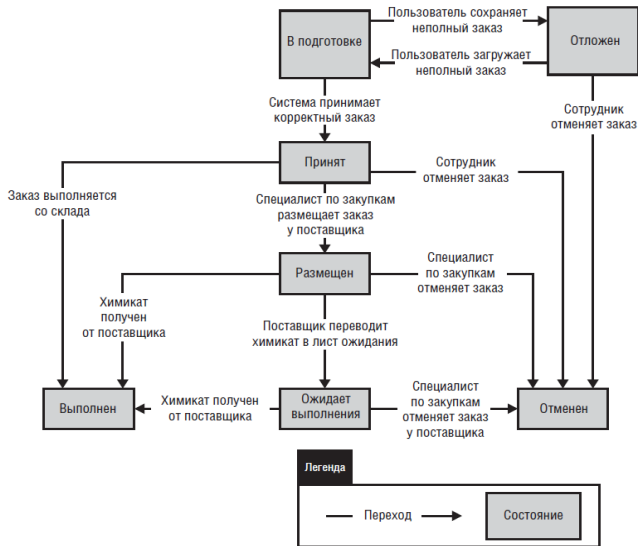 Пользователь сохраняет
неполный заказ
В подготовке
Отложен
Пользователь загружает
неполный заказ
Система принимает
корректный заказ
Сотрудник
отменяет заказ
Принят
Сотрудник
отменяет заказ
Заказ выполняется
со склада
Специалист по закупкам
размещает заказ
у поставщика
Размещен
Специалист
по закупкам
отменяет заказ
Химикат
получен
от поставщика
Поставщик переводит
химикат в лист ожидания
Выполнен
Химикат получен
от поставщика
Ожидает
выполнения
Специалист
по закупкам
отменяет заказ
у поставщика
Отменен
Легенда
Переход
Состояние